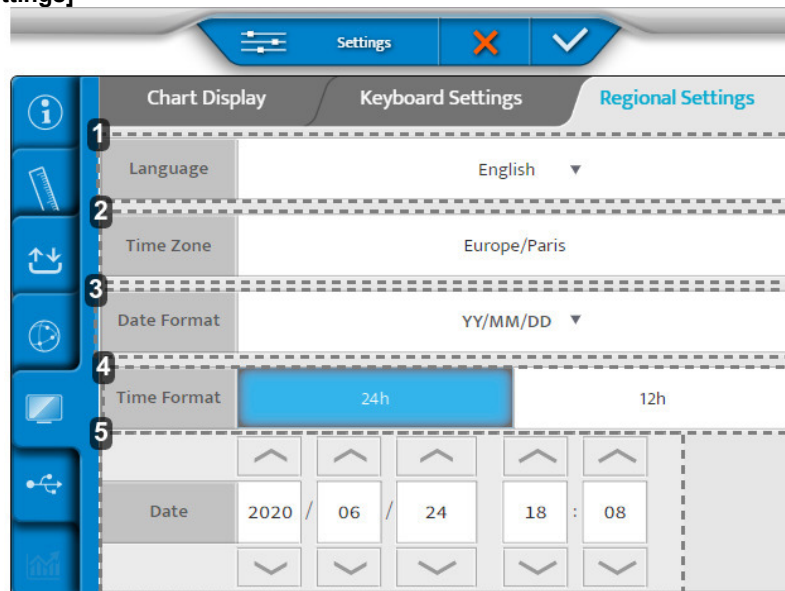 ttings]
Settings
Chart Display Keyboard Settings Regional Settings
1
Language English
2
Time Zone Europe/Paris
3
Date Format YY/MM/DD
4
Time Format 24h 12h
5
Date 2020 / 06 / 24 18 : 08